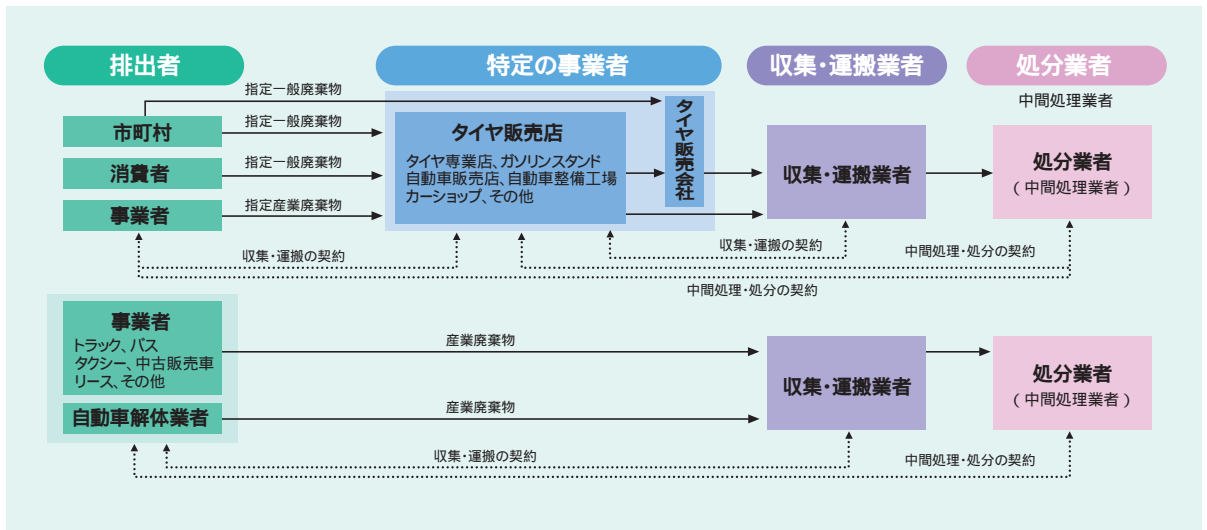 排出者
特定の事業者
収集・運搬業者
処分業者
中間処理業者
指定一般廃棄物
市町村
指定一般廃棄物
消費者
指定一般廃棄物
事業者
指定産業廃棄物
タイヤ販売店
タイヤ専業店、ガソリンスタンド
自動車販売店、自動車整備工場
カーショップ、その他
タイヤ販売会社
収集・運搬業者
処分業者
(中間処理業者)
収集・運搬の契約
収集・運搬の契約
中間処理・処分の契約
中間処理・処分の契約
事業者
トラック、バス
タクシー、中古販売車
リース、その他
産業廃棄物
自動車解体業者
産業廃棄物
収集・運搬業者
処分業者
(中間処理業者)
収集・運搬の契約
中間処理・処分の契約